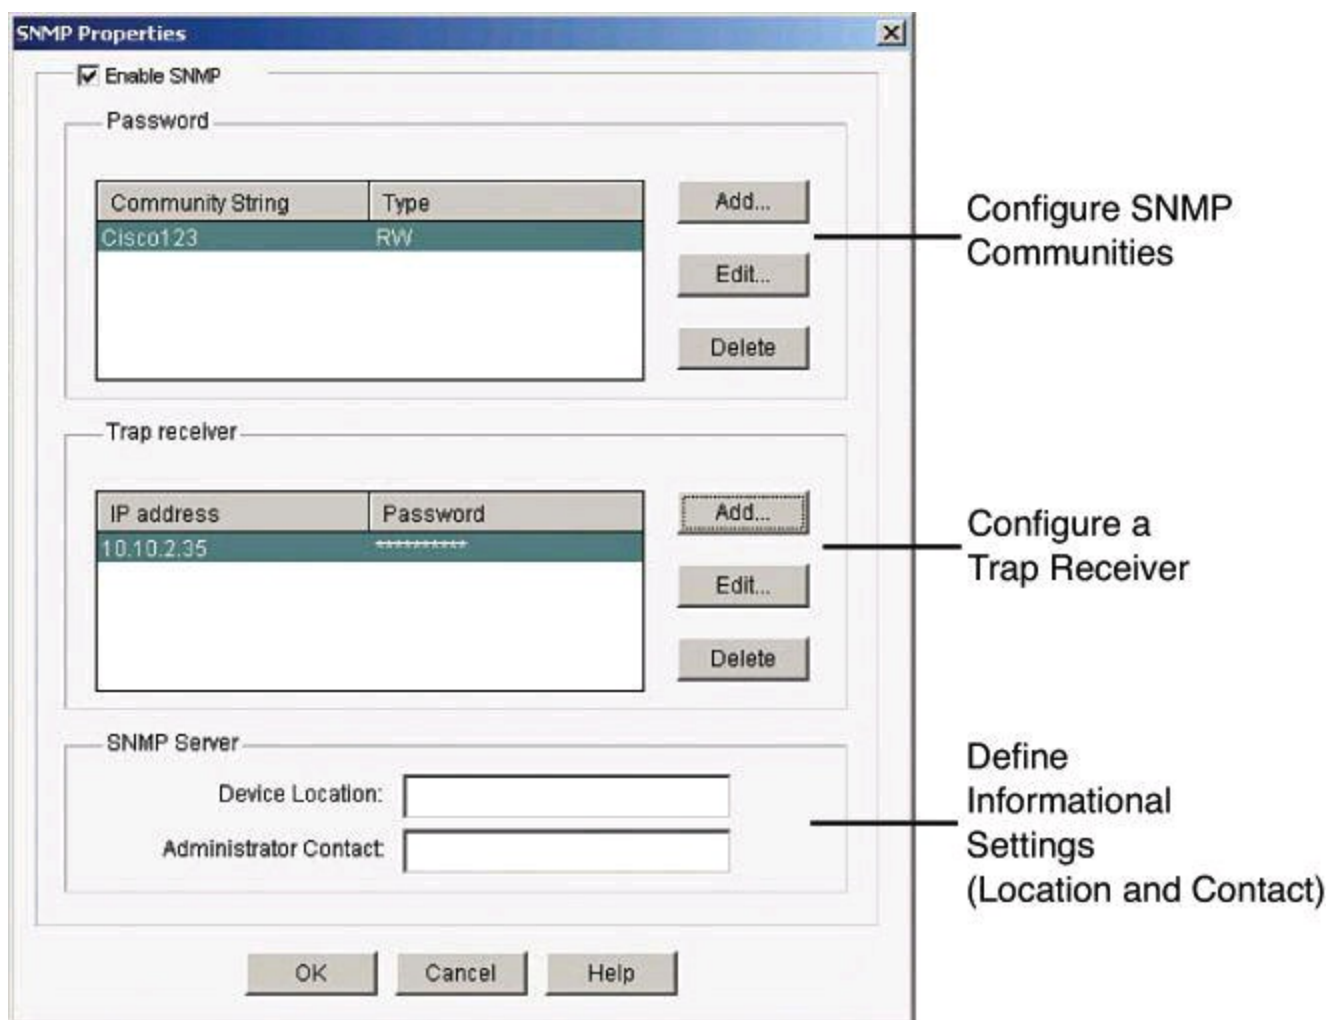 SNMP Properties
Enable SNMP
Password
Community String Type
Cisco123 RW
Add...
Edit...
Delete
Configure SNMP
Communities
Trap receiver
IP address Password
10.10.2.35 **********
Add...
Edit...
Delete
Configure a
Trap Receiver
SNMP Server
Device Location:
Administrator Contact:
Define
Informational
Settings
(Location and Contact)
OK Cancel Help